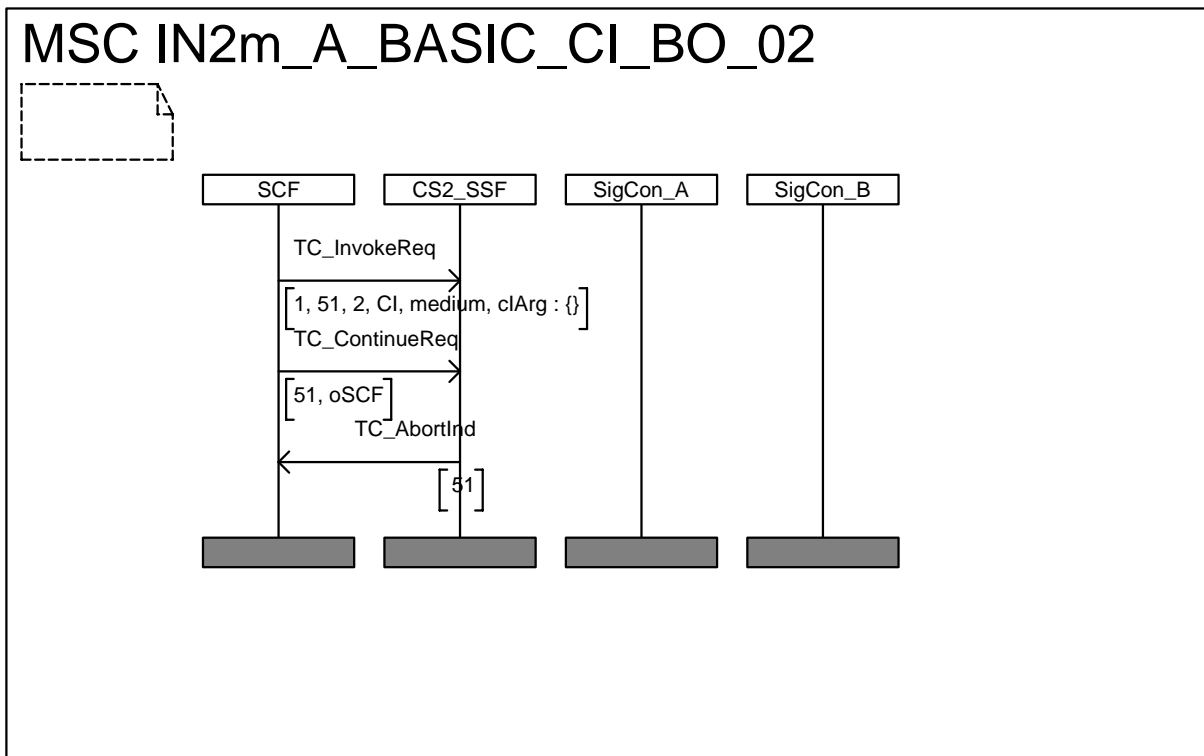 MSC IN2m_A_BASIC_CI_BO_02
SCF CS2_SSF SigCon_A SigCon_B
TC_InvokeReq
1, 51, 2, CI, medium, cIArg : {}
TC_ContinueReq
51, oSCF
TC_AbortInd
51